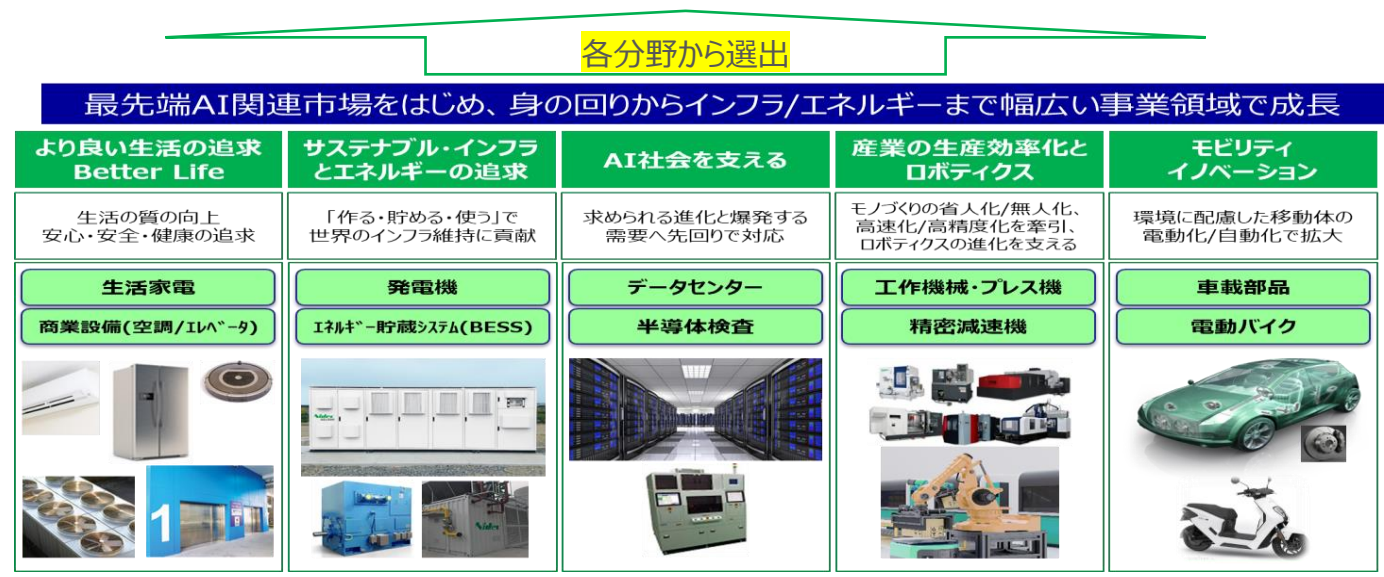 各分野から選出
最先端AI関連市場をはじめ、身の回りからインフラ/エネルギーまで幅広い事業領域で成長
より良い生活の追求
Better Life
生活の質の向上
安心・安全・健康の追求
生活家電
商業設備(空調/ｴﾚﾍﾞｰﾀ)
1
サステナブル・インフラ
とエネルギーの追求
「作る・貯める・使う」で
世界のインフラ維持に貢献
発電機
ｴﾈﾙｷﾞｰ貯蔵ｼｽﾃﾑ(BESS)
Nidec
Nidec
AI社会を支える
求められる進化と爆発する
需要へ先回りで対応
データセンター
半導体検査
産業の生産効率化と
ロボティクス
モノづくりの省人化/無人化、
高速化/高精度化を牽引、
ロボティクスの進化を支える
工作機械・プレス機
精密減速機
モビリティ
イノベーション
環境に配慮した移動体の
電動化/自動化で拡大
車載部品
電動バイク